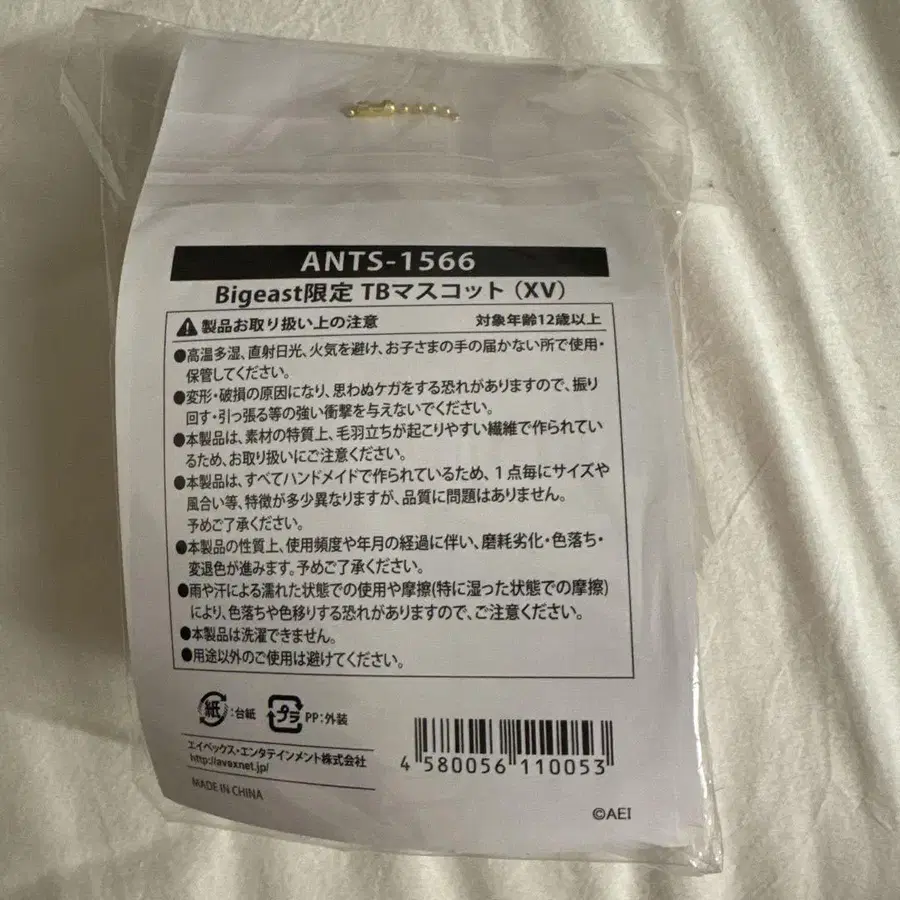 ANTS-1566
Bigeast限定 TBマスコット（XV）
製品お取り扱い上の注意 対象年齢12歳以上
●高温多湿、直射日光、火気を避け、お子さまの手の届かない所で使用・
保管してください。
●変形・破損の原因になり、思わぬケガをする恐れがありますので、振り
回す・引っ張る等の強い衝撃を与えないでください。
●本製品は、素材の特質上、毛羽立ちが起こりやすい繊維で作られてい
るため、お取り扱いにご注意ください。
●本製品は、すべてハンドメイドで作られているため、1点毎にサイズや
風合い等、特徴が多少異なりますが、品質に問題はありません。
予めご了承ください。
●本製品の性質上、使用頻度や年月の経過に伴い、磨耗劣化・色落ち・
変退色が進みます。予めご了承ください。
●雨や汗による濡れた状態での使用や摩擦(特に湿った状態での摩擦)
により、色落ちや色移りする恐れがありますので、ご注意ください。
●本製品は洗濯できません。
●用途以外のご使用は避けてください。
紙:台紙 プラ PP:外装
エイベックス・エンタテインメント株式会社
http://avaxnet.jp/
MADE IN CHINA
4 580056 110053
©AEI